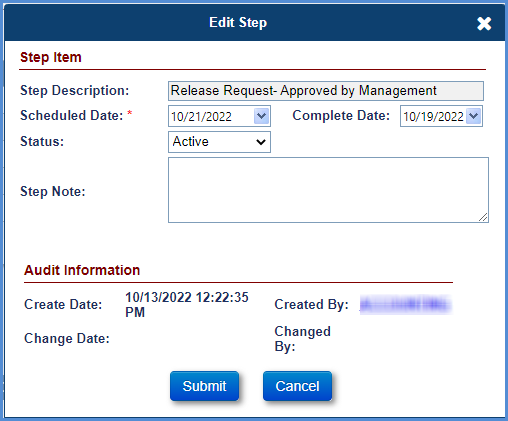 Edit Step
Step Item
Step Description: Release Request- Approved by Management
Scheduled Date: * 10/21/2022 Complete Date: 10/19/2022
Status: Active
Step Note:
Audit Information
Create Date: 10/13/2022 12:22:35 PM Created By:
Change Date: Changed By:
Submit Cancel